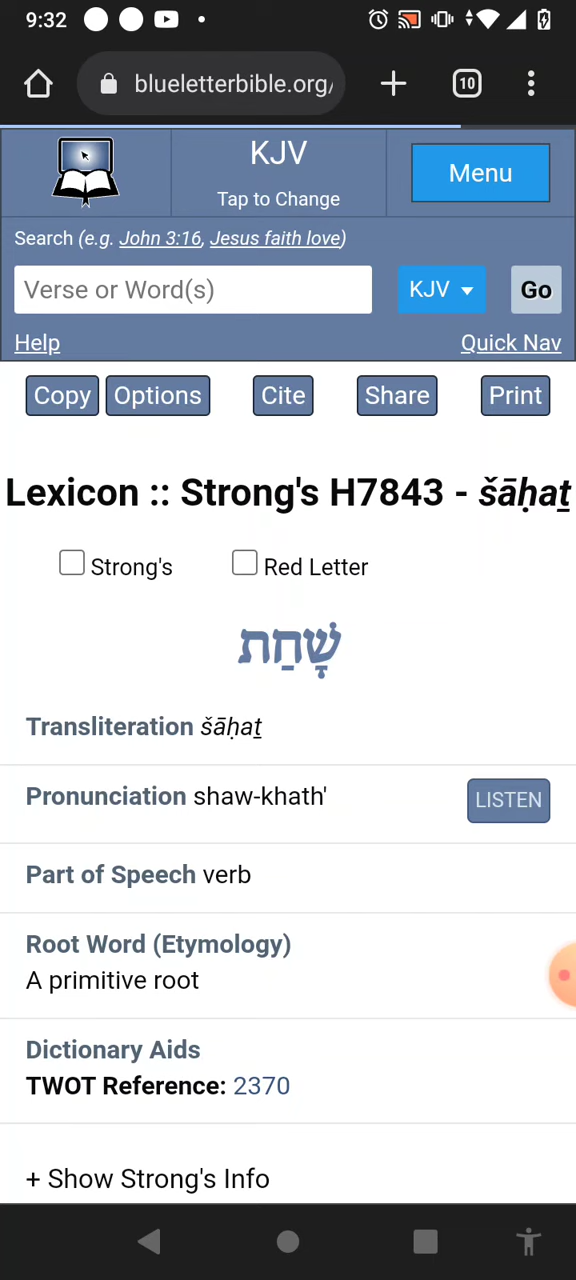 9:32
blueletterbible.org/
10
KJV
Tap to Change
Menu
Search (e.g. John 3:16, Jesus faith love)
Verse or Word(s)
KJV
Go
Help
Quick Nav
Copy
Options
Cite
Share
Print
Lexicon :: Strong's H7843 - šāḥaṯ
Strong's
Red Letter
שָׁחַת
Transliteration šāḥaṯ
Pronunciation shaw-khath'
LISTEN
Part of Speech verb
Root Word (Etymology)
A primitive root
Dictionary Aids
TWOT Reference: 2370
+ Show Strong's Info